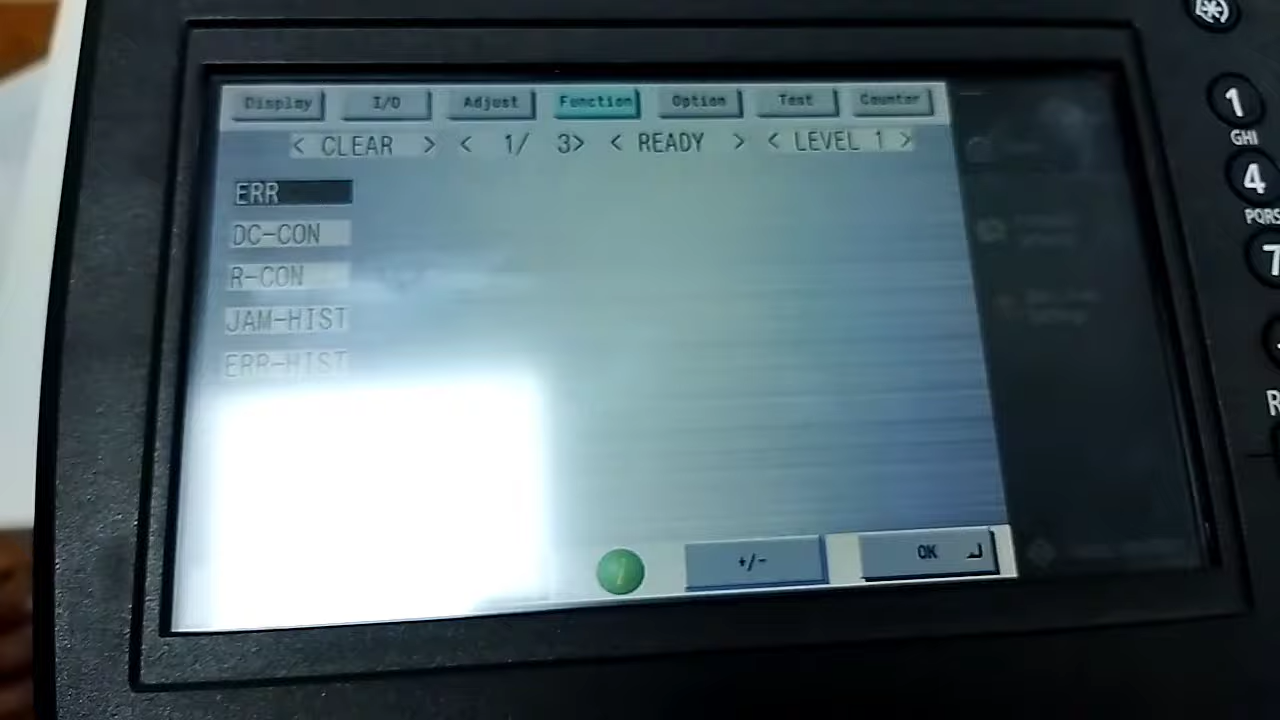 Display I/O Adjust Function Option Test Counter
< CLEAR > < 1/ 3> < READY > < LEVEL 1 >
ERR
DC-CON
R-CON
JAM-HIST
ERR-HIST
+/- OK
1
GHI
4
PQRS
7
R